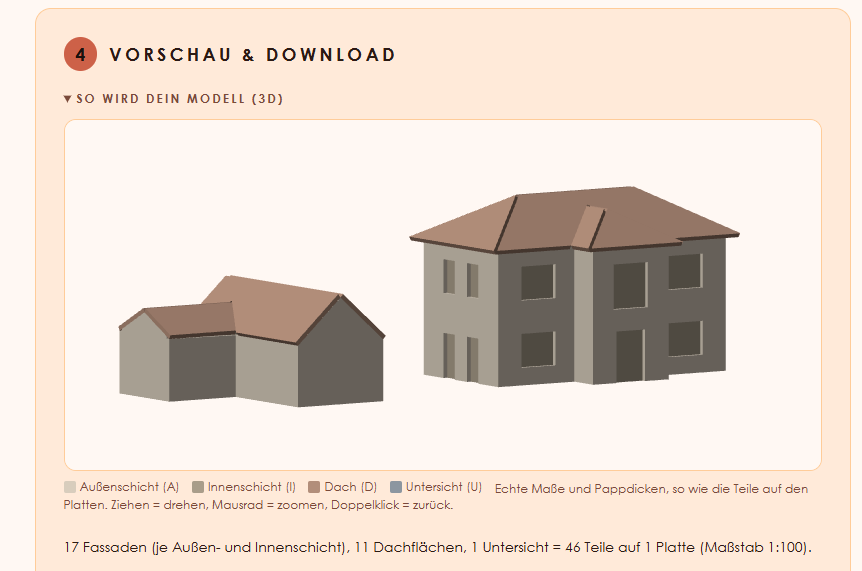 4 VORSCHAU & DOWNLOAD
▼ SO WIRD DEIN MODELL (3D)
Außenschicht (A) Innenschicht (I) Dach (D) Untersicht (U) Echte Maße und Pappdicken, so wie die Teile auf den
Platten. Ziehen = drehen, Mausrad = zoomen, Doppelklick = zurück.
17 Fassaden (je Außen- und Innenschicht), 11 Dachflächen, 1 Untersicht = 46 Teile auf 1 Platte (Maßstab 1:100).